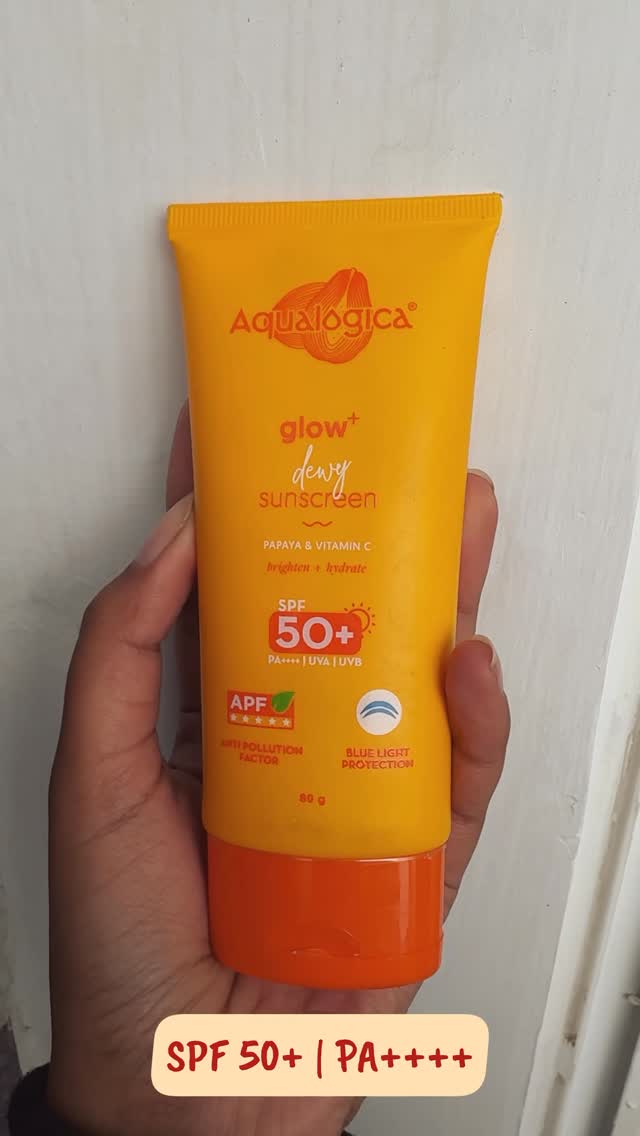 Aqualogica®
glow+
dewy
sunscreen
PAPAYA & VITAMIN C
brighten + hydrate
SPF
50+
PA++++ | UVA | UVB
APF
ANTI POLLUTION
FACTOR
BLUE LIGHT
PROTECTION
80 g
SPF 50+ | PA++++